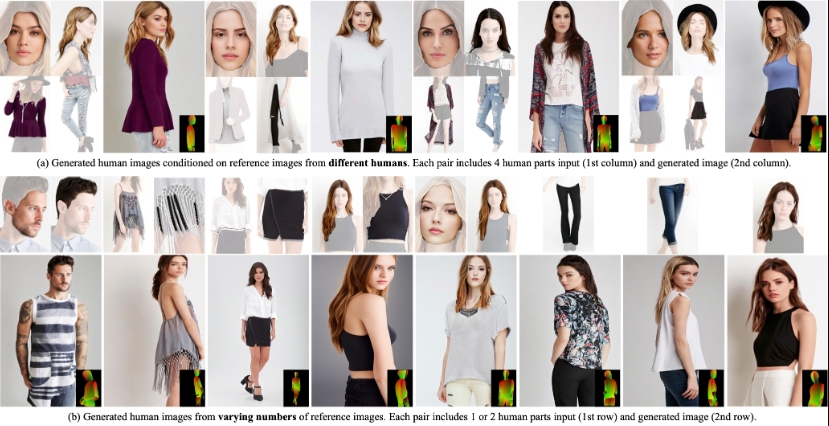 (a) Generated human images conditioned on reference images from different humans. Each pair includes 4 human parts input (1st column) and generated image (2nd column).
(b) Generated human images from varying numbers of reference images. Each pair includes 1 or 2 human parts input (1st row) and generated image (2nd row).